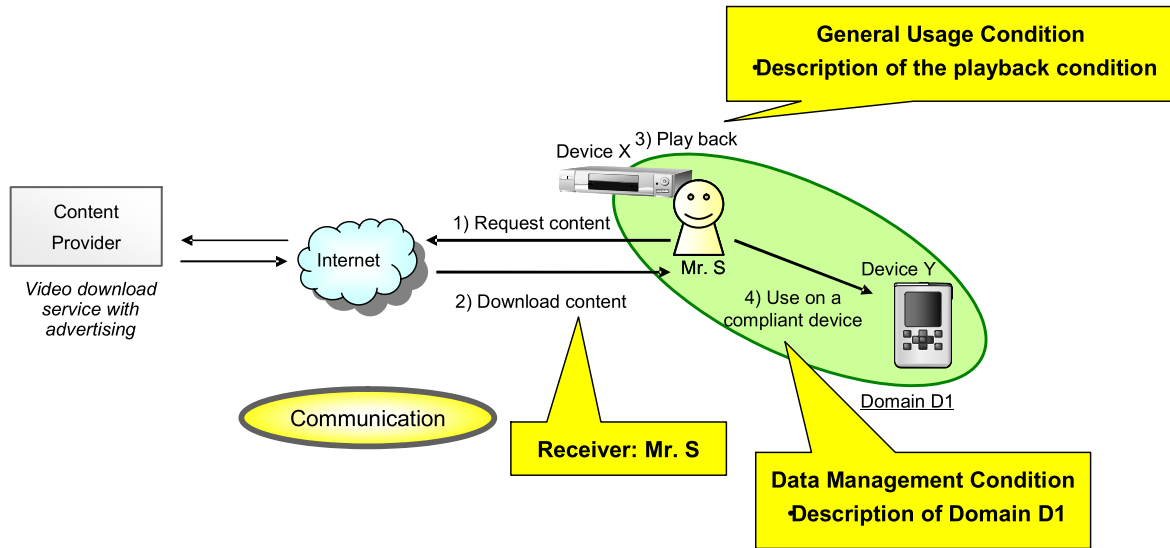 General Usage Condition
•Description of the playback condition
3) Play back
Device X
Content
Provider
1) Request content
Internet
Mr. S
Device Y
Video download
service with
advertising
2) Download content
4) Use on a
compliant device
Domain D1
Communication
Receiver: Mr. S
Data Management Condition
•Description of Domain D1